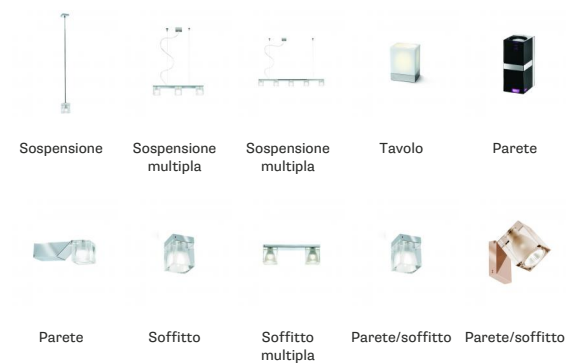 Sospensione
Sospensione
multipla
Sospensione
multipla
Tavolo
Parete
Parete
Soffitto
Soffitto
multipla
Parete/soffitto
Parete/soffitto